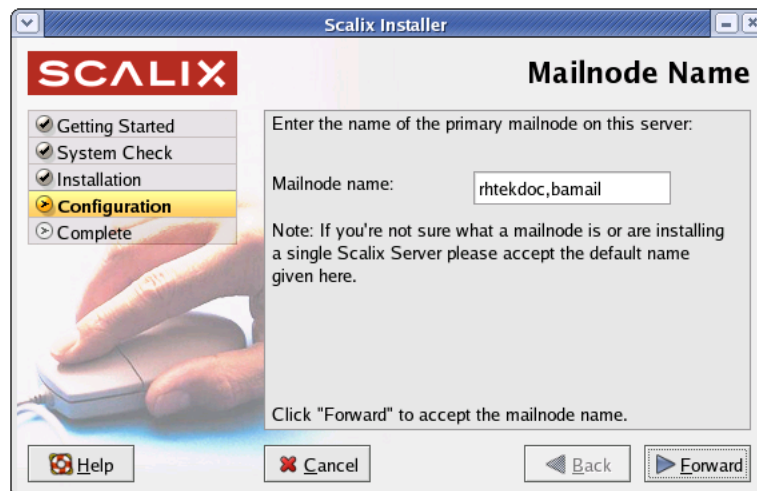 Scalix Installer
SCALIX
Mailnode Name
Getting Started
System Check
Installation
Configuration
Complete
Enter the name of the primary mailnode on this server:
Mailnode name:
rhtekdoc,bamail
Note: If you're not sure what a mailnode is or are installing
a single Scalix Server please accept the default name
given here.
Click "Forward" to accept the mailnode name.
Help
Cancel
Back
Forward